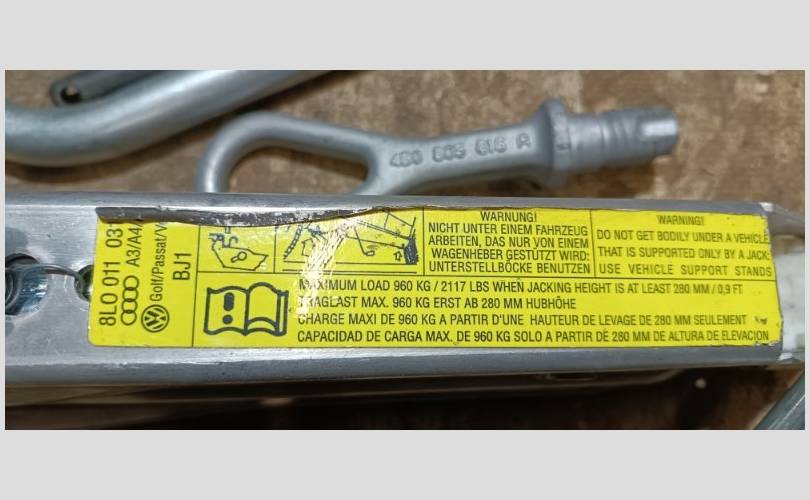 4B0 803 615 A
8L0 011 031
A3/A4/
Golf/Passat/V
BJ1
WARNUNG!
NICHT UNTER EINEM FAHRZEUG
ARBEITEN, DAS NUR VON EINEM
WAGENHEBER GESTÜTZT WIRD:
UNTERSTELLBÖCKE BENUTZEN
WARNING!
DO NOT GET BODILY UNDER A VEHICLE
THAT IS SUPPORTED ONLY BY A JACK:
USE VEHICLE SUPPORT STANDS
MAXIMUM LOAD 960 KG / 2117 LBS WHEN JACKING HEIGHT IS AT LEAST 280 MM / 0,9 FT.
TRAGLAST MAX. 960 KG ERST AB 280 MM HUBHÖHE
CHARGE MAXI DE 960 KG A PARTIR D'UNE HAUTEUR DE LEVAGE DE 280 MM SEULEMENT
CAPACIDAD DE CARGA MAX. DE 960 KG SOLO A PARTIR DE 280 MM DE ALTURA DE ELEVACION